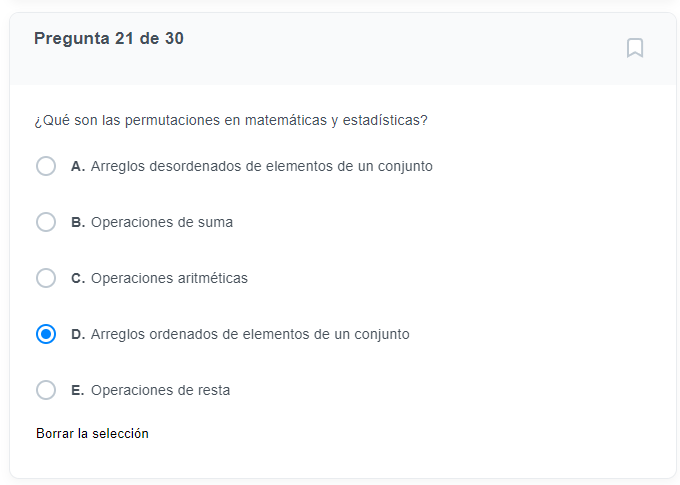 Pregunta 21 de 30
¿Qué son las permutaciones en matemáticas y estadísticas?
A. Arreglos desordenados de elementos de un conjunto
B. Operaciones de suma
C. Operaciones aritméticas
D. Arreglos ordenados de elementos de un conjunto
E. Operaciones de resta
Borrar la selección